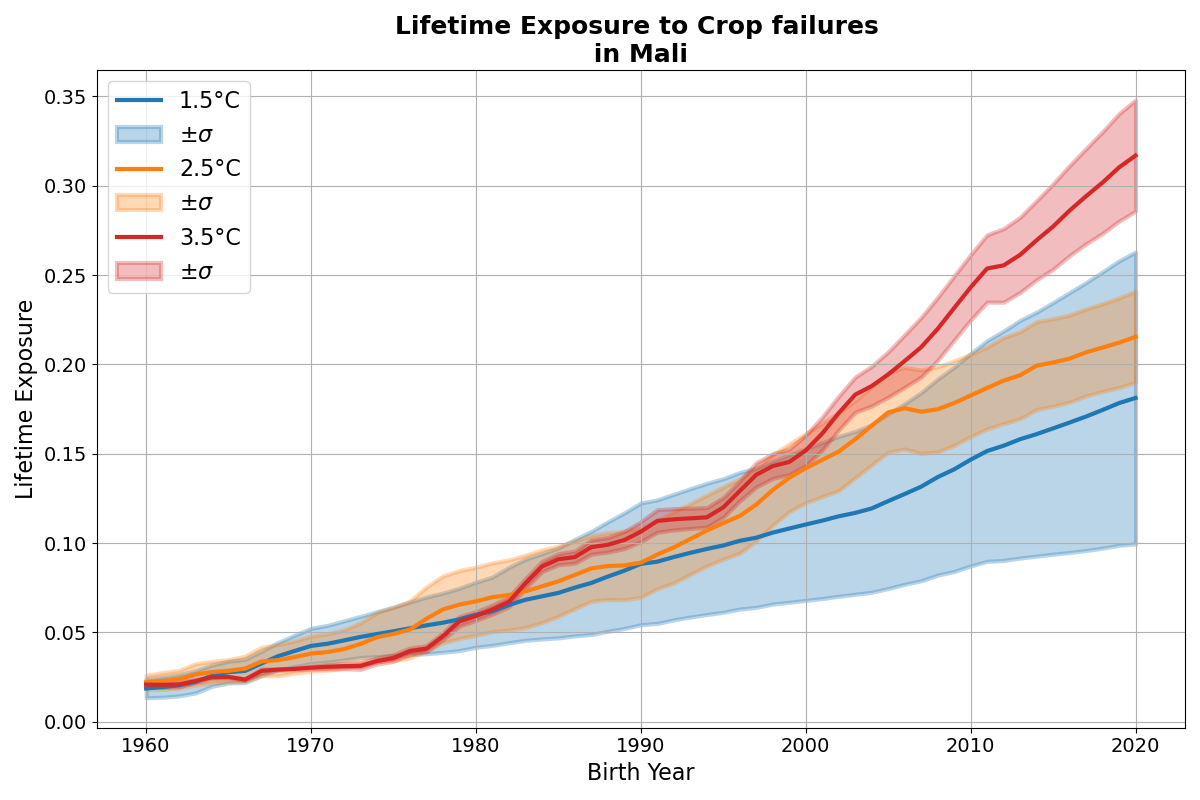 Lifetime Exposure to Crop failures
in Mali
1.5°C
±σ
2.5°C
±σ
3.5°C
±σ
Lifetime Exposure
0.35
0.30
0.25
0.20
0.15
0.10
0.05
0.00
1960 1970 1980 1990 2000 2010 2020
Birth Year